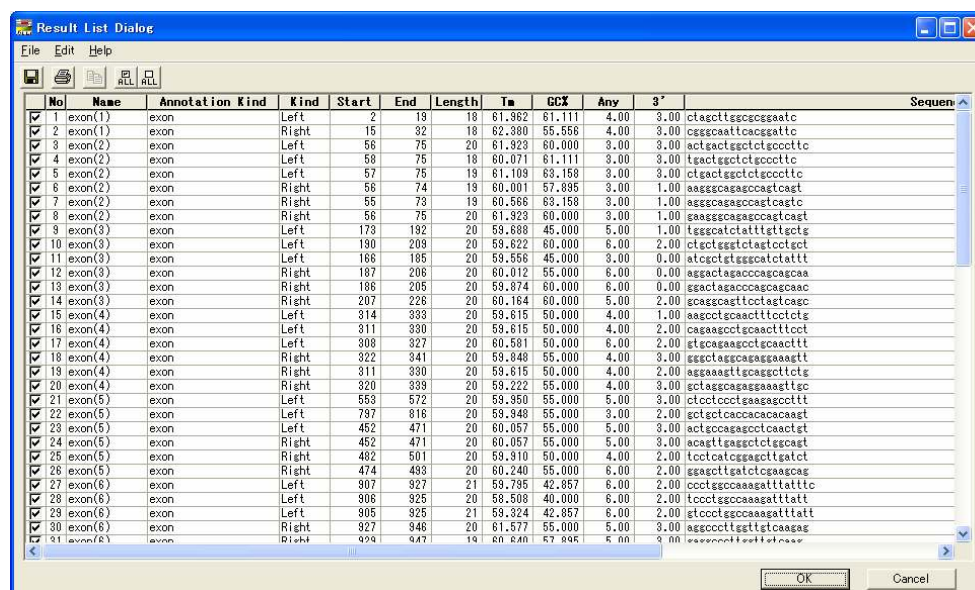 Result List Dialog
File Edit Help
ALL ALL
No Name Annotation Kind Kind Start End Length Tm GC% Any 3' Sequen
1 exon(1) exon Left 2 19 18 61.962 61.111 4.00 3.00 ctagcttggcgcggaatc
2 exon(1) exon Right 15 32 18 62.380 55.556 4.00 3.00 cgggcaattcacggattc
3 exon(2) exon Left 56 75 20 61.923 60.000 3.00 3.00 actgactggctctgcccttc
4 exon(2) exon Left 58 75 18 60.071 61.111 3.00 3.00 tgactggctctgcccttc
5 exon(2) exon Left 57 75 19 61.109 63.158 3.00 3.00 ctgactggctctgcccttc
6 exon(2) exon Right 56 74 19 60.001 57.895 3.00 1.00 aagggcagagccagtcagt
7 exon(2) exon Right 55 73 19 60.566 63.158 3.00 1.00 agggcagagccagtcagtc
8 exon(2) exon Right 56 75 20 61.923 60.000 3.00 1.00 gaagggcagagccagtcagt
9 exon(3) exon Left 173 192 20 59.688 45.000 5.00 1.00 tgggcatctatttgttgctg
10 exon(3) exon Left 190 209 20 59.622 60.000 6.00 2.00 ctgctgggtctagtcctgct
11 exon(3) exon Left 166 185 20 59.556 45.000 3.00 0.00 atcgctgtgggcatctattt
12 exon(3) exon Right 187 206 20 60.012 55.000 6.00 0.00 aggactagacccagcagcaa
13 exon(3) exon Right 186 205 20 59.874 60.000 6.00 0.00 ggactagacccagcagcaac
14 exon(3) exon Right 207 226 20 60.164 60.000 5.00 2.00 gcaggcagttcctagtcagc
15 exon(4) exon Left 314 333 20 59.615 50.000 4.00 1.00 aagcctgcaactttcctctg
16 exon(4) exon Left 311 330 20 59.615 50.000 4.00 2.00 cagaagcctgcaactttcct
17 exon(4) exon Left 308 327 20 60.581 50.000 6.00 2.00 gtgcagaagcctgcaacttt
18 exon(4) exon Right 322 341 20 59.848 55.000 4.00 3.00 gggctaggcagaggaaagtt
19 exon(4) exon Right 311 330 20 59.615 50.000 4.00 2.00 aggaaagttgcaggcttctg
20 exon(4) exon Right 320 339 20 59.222 55.000 4.00 3.00 gctaggcagaggaaagttgc
21 exon(5) exon Left 553 572 20 59.950 55.000 5.00 3.00 ctcctccctgaagagccttt
22 exon(5) exon Left 797 816 20 59.948 55.000 3.00 2.00 gctgctcaccacacacaagt
23 exon(5) exon Left 452 471 20 60.057 55.000 5.00 3.00 actgccagagcctcaactgt
24 exon(5) exon Right 452 471 20 60.057 55.000 5.00 3.00 acagttgaggctctggcagt
25 exon(5) exon Right 482 501 20 59.910 50.000 4.00 2.00 tcctcatcggagcttgatct
26 exon(5) exon Right 474 493 20 60.240 55.000 6.00 2.00 ggagcttgatctcgaagcag
27 exon(6) exon Left 907 927 21 59.795 42.857 6.00 2.00 ccctggccaaagatttatttc
28 exon(6) exon Left 906 925 20 58.508 40.000 6.00 2.00 tccctggccaaagatttatt
29 exon(6) exon Left 905 925 21 59.324 42.857 6.00 2.00 gtccctggccaaagatttatt
30 exon(6) exon Right 927 946 20 61.577 55.000 5.00 3.00 aggcccttggttgtcaagag
31 exon(6) exon Right 929 947 19 60.640 57.895 5.00 3.00
OK Cancel